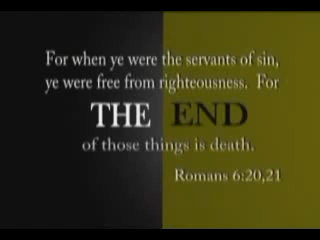 For when ye were the servants of sin,
ye were free from righteousness. For
THE END
of those things is death.
Romans 6:20,21